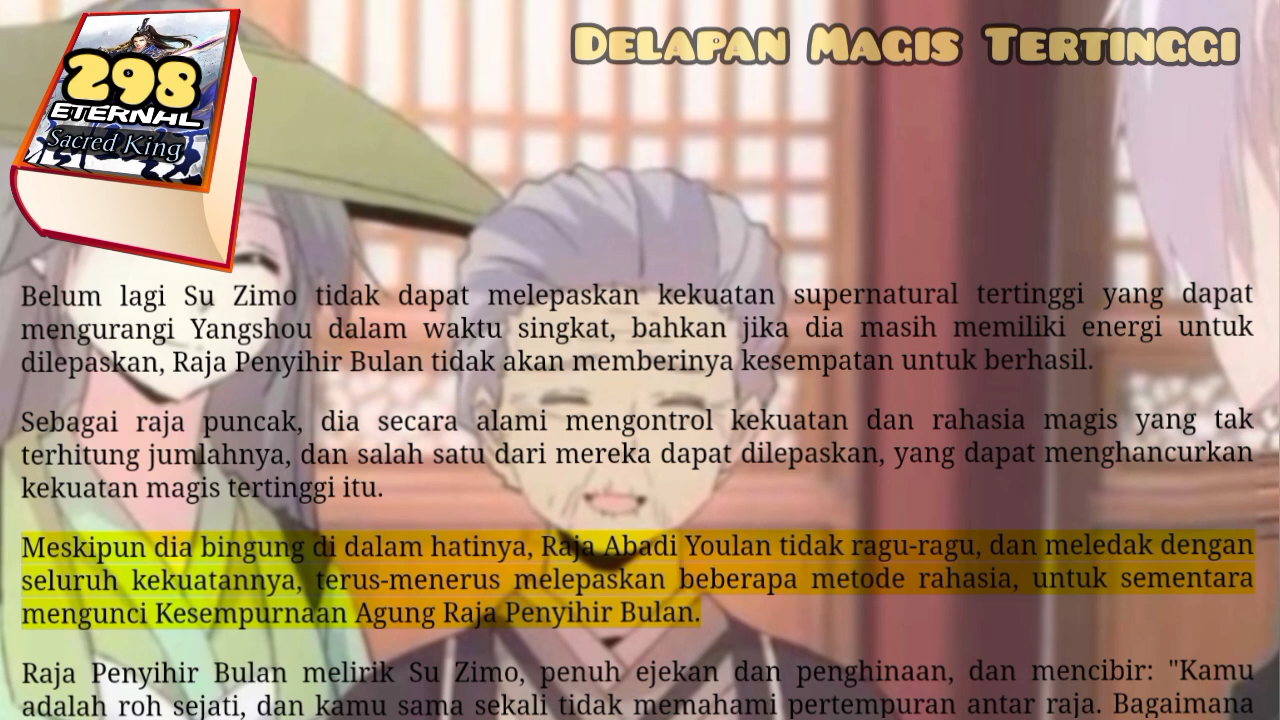 298
ETERNAL
Sacred King
Delapan Magis Tertinggi
Belum lagi Su Zimo tidak dapat melepaskan kekuatan supernatural tertinggi yang dapat
mengurangi Yangshou dalam waktu singkat, bahkan jika dia masih memiliki energi untuk
dilepaskan, Raja Penyihir Bulan tidak akan memberinya kesempatan untuk berhasil.
Sebagai raja puncak, dia secara alami mengontrol kekuatan dan rahasia magis yang tak
terhitung jumlahnya, dan salah satu dari mereka dapat dilepaskan, yang dapat menghancurkan
kekuatan magis tertinggi itu.
Meskipun dia bingung di dalam hatinya, Raja Abadi Youlan tidak ragu-ragu, dan meledak dengan
seluruh kekuatannya, terus-menerus melepaskan beberapa metode rahasia, untuk sementara
mengunci Kesempurnaan Agung Raja Penyihir Bulan.
Raja Penyihir Bulan melirik Su Zimo, penuh ejekan dan penghinaan, dan mencibir: "Kamu
adalah roh sejati, dan kamu sama sekali tidak memahami pertempuran antar raja. Bagaimana